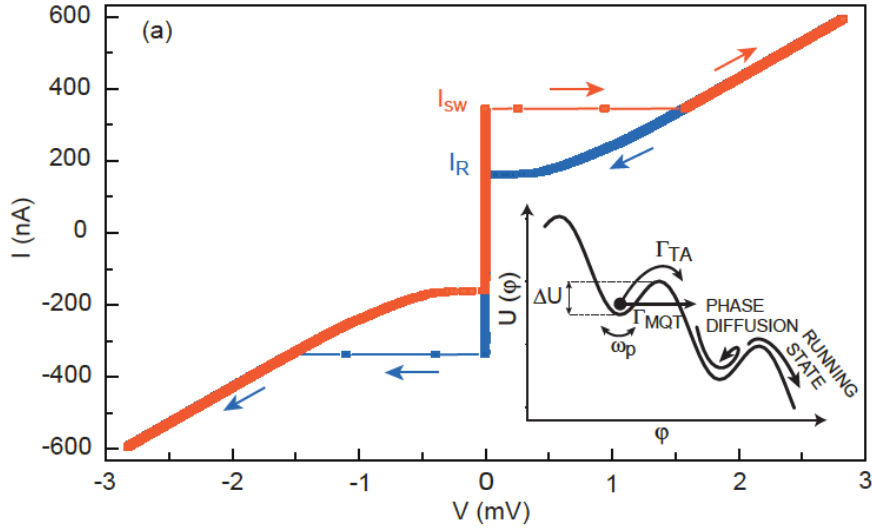 (a)
600
400
200
0
-200
-400
-600
I (nA)
-3
-2
-1
0
1
2
3
V (mV)
I_SW
I_R
U (φ)
ΔU
Γ_TA
Γ_MQT
ω_p
PHASE
DIFFUSION
RUNNING
STATE
φ